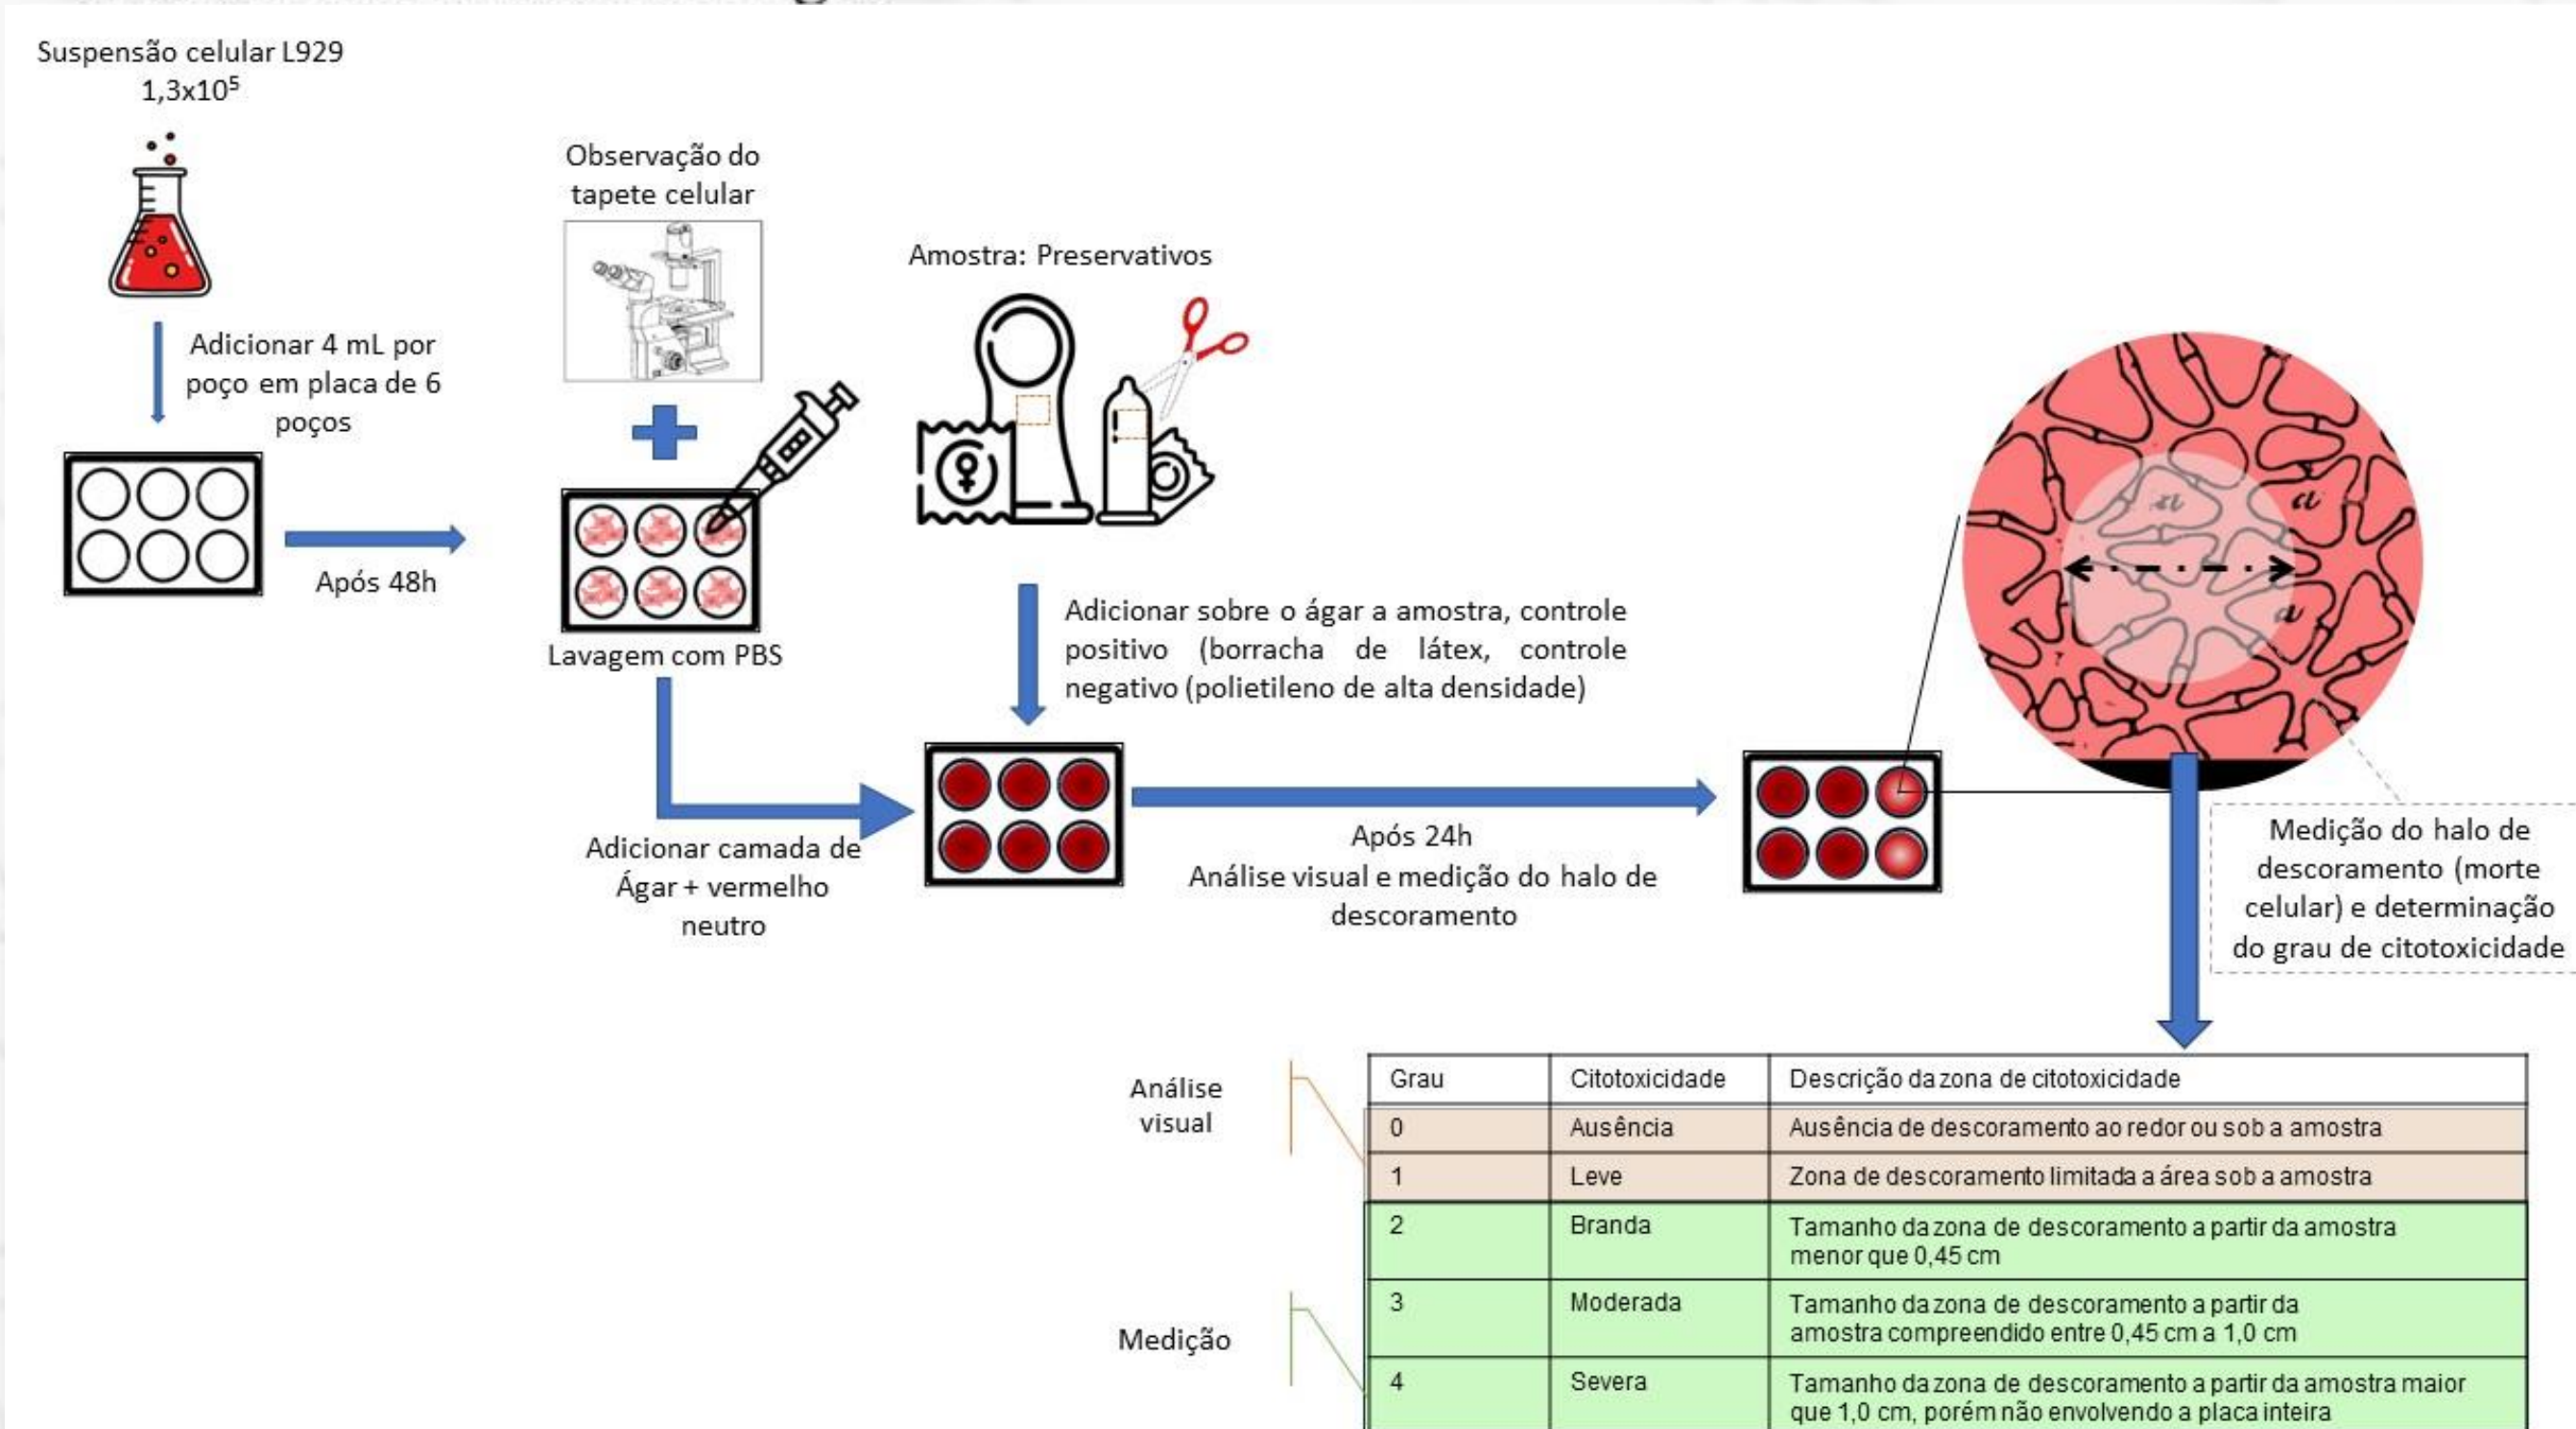 Suspensão celular L929
1,3x10⁵
Adicionar 4 mL por
poço em placa de 6
poços
Após 48h
Observação do
tapete celular
Lavagem com PBS
Adicionar camada de
Ágar + vermelho
neutro
Amostra: Preservativos
Adicionar sobre o ágar a amostra, controle
positivo (borracha de látex, controle
negativo (polietileno de alta densidade)
Após 24h
Análise visual e medição do halo de
descoramento
Medição do halo de
descoramento (morte
celular) e determinação
do grau de citotoxicidade
Análise
visual
Medição
Grau Citotoxicidade Descrição da zona de citotoxicidade
0 Ausência Ausência de descoramento ao redor ou sob a amostra
1 Leve Zona de descoramento limitada a área sob a amostra
2 Branda Tamanho da zona de descoramento a partir da amostra
menor que 0,45 cm
3 Moderada Tamanho da zona de descoramento a partir da
amostra compreendido entre 0,45 cm a 1,0 cm
4 Severa Tamanho da zona de descoramento a partir da amostra maior
que 1,0 cm, porém não envolvendo a placa inteira